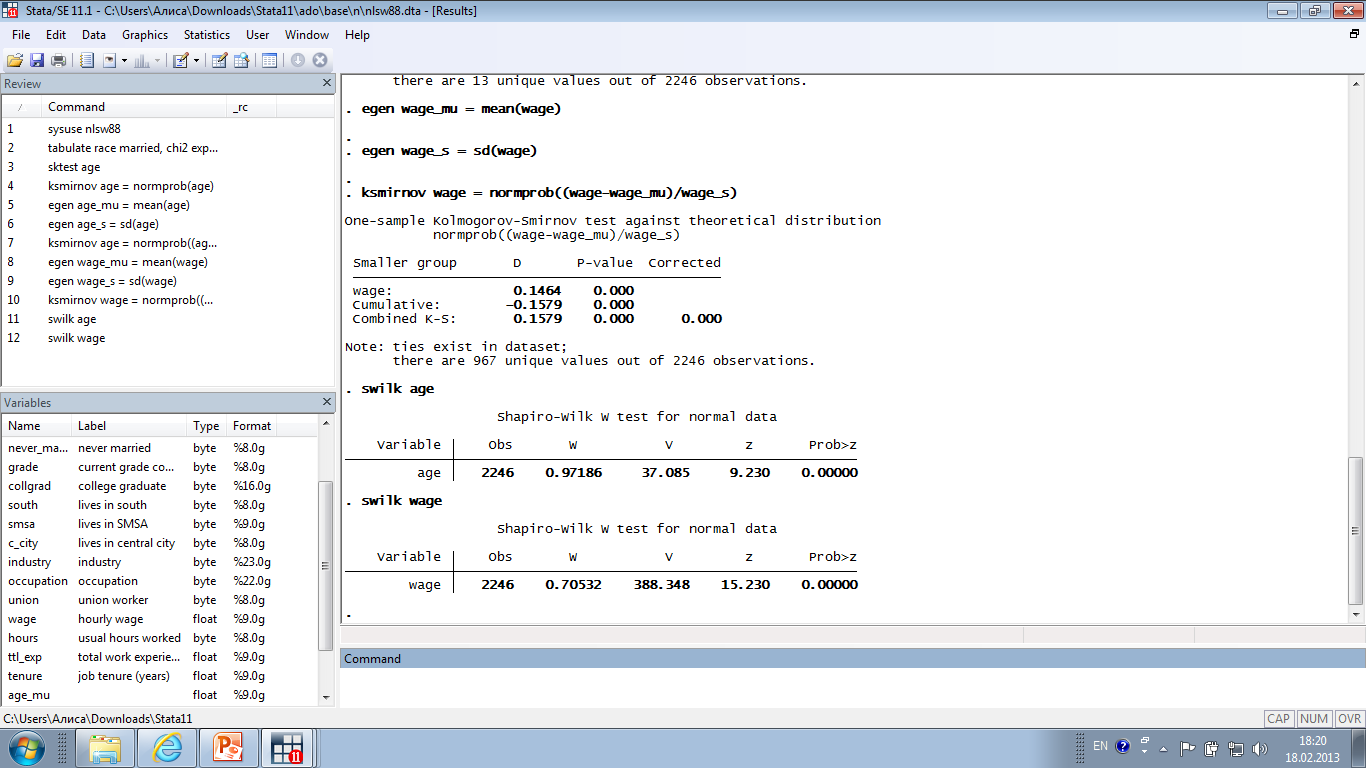 Stata/SE 11.1 - C:\Users\Алиса\Downloads\Stata11\ado\base\n\nlsw88.dta - [Results]
File Edit Data Graphics Statistics User Window Help
Review
/ Command _rc
1 sysuse nlsw88
2 tabulate race married, chi2 exp...
3 sktest age
4 ksmirnov age = normprob(age)
5 egen age_mu = mean(age)
6 egen age_s = sd(age)
7 ksmirnov age = normprob((ag...
8 egen wage_mu = mean(wage)
9 egen wage_s = sd(wage)
10 ksmirnov wage = normprob((...
11 swilk age
12 swilk wage
Variables
Name Label Type Format
never_ma... never married byte %8.0g
grade current grade co... byte %8.0g
collgrad college graduate byte %16.0g
south lives in south byte %8.0g
smsa lives in SMSA byte %9.0g
c_city lives in central city byte %8.0g
industry industry byte %23.0g
occupation occupation byte %22.0g
union union worker byte %8.0g
wage hourly wage float %9.0g
hours usual hours worked byte %8.0g
ttl_exp total work experie... float %9.0g
tenure job tenure (years) float %9.0g
age_mu float %9.0g
there are 13 unique values out of 2246 observations.
. egen wage_mu = mean(wage)
.
. egen wage_s = sd(wage)
.
. ksmirnov wage = normprob((wage-wage_mu)/wage_s)
One-sample Kolmogorov-Smirnov test against theoretical distribution
normprob((wage-wage_mu)/wage_s)
Smaller group D P-value Corrected
wage: 0.1464 0.000
Cumulative: -0.1579 0.000
Combined K-S: 0.1579 0.000 0.000
Note: ties exist in dataset;
there are 967 unique values out of 2246 observations.
. swilk age
Shapiro-Wilk W test for normal data
Variable Obs W V z Prob>z
age 2246 0.97186 37.085 9.230 0.00000
. swilk wage
Shapiro-Wilk W test for normal data
Variable Obs W V z Prob>z
wage 2246 0.70532 388.348 15.230 0.00000
.
Command
C:\Users\Алиса\Downloads\Stata11
CAP NUM OVR
11
EN
18:20
18.02.2013